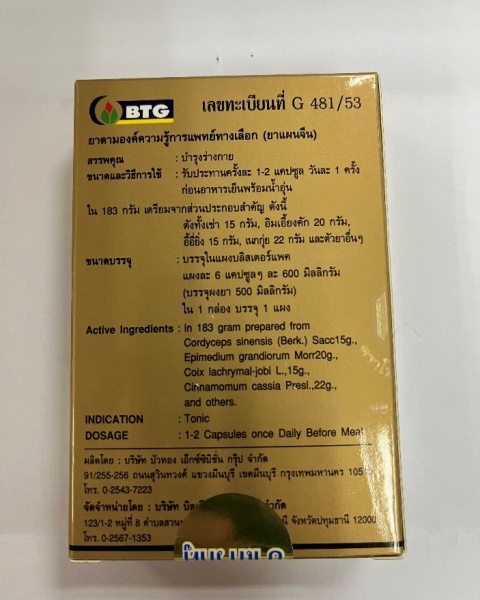 BTG เลขทะเบียนที่ G 481/53
ยาตามองค์ความรู้การแพทย์ทางเลือก (ยาแผนจีน)
สรรพคุณ : บำรุงร่างกาย
ขนาดและวิธีการใช้ : รับประทานครั้งละ 1-2 แคปซูล วันละ 1 ครั้ง
ก่อนอาหารเย็นพร้อมน้ำอุ่น
ใน 183 กรัม เตรียมจากส่วนประกอบสำคัญ ดังนี้
ตังทั่งเช่า 15 กรัม, อิมเอี้ยงคัก 20 กรัม,
อี้อี่ยิ่ง 15 กรัม, เนกกุ่ย 22 กรัม และตัวยาอื่นๆ
ขนาดบรรจุ : บรรจุในแผงบลิสเตอร์แพค
แผงละ 6 แคปซูลๆ ละ 600 มิลลิกรัม
(บรรจุผงยา 500 มิลลิกรัม)
ใน 1 กล่อง บรรจุ 1 แผง
Active Ingredients : In 183 gram prepared from
Cordyceps sinensis (Berk.) Sacc15g.,
Epimedium grandiorum Morr20g.,
Coix lachrymal-jobi L.,15g.,
Cinnamomum cassia Presl.,22g.,
and others.
INDICATION : Tonic
DOSAGE : 1-2 Capsules once Daily Before Meal
ผลิตโดย : บริษัท บัวทอง เอ็กซ์ซิบิชั่น กรุ๊ป จำกัด
91/255-256 ถนนสุวินทวงศ์ แขวงมีนบุรี เขตมีนบุรี กรุงเทพมหานคร
โทร. 0-2543-7223
จัดจำหน่ายโดย : บริษัท จำกัด
123/1-2 หมู่ที่ 8 จังหวัดปทุมธานี 12000
โทร. 0-2567-1353